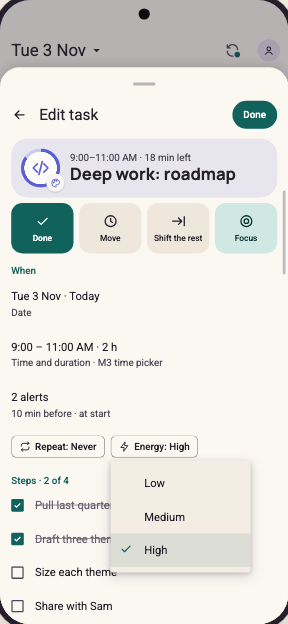 Tue 3 Nov
Edit task
Done
9:00–11:00 AM · 18 min left
Deep work: roadmap
Done
Move
Shift the rest
Focus
When
Tue 3 Nov · Today
Date
9:00 – 11:00 AM · 2 h
Time and duration · M3 time picker
2 alerts
10 min before · at start
Repeat: Never
Energy: High
Steps · 2 of 4
Low
Medium
High
Pull last quarte
Draft three
Size each theme
Share with Sam